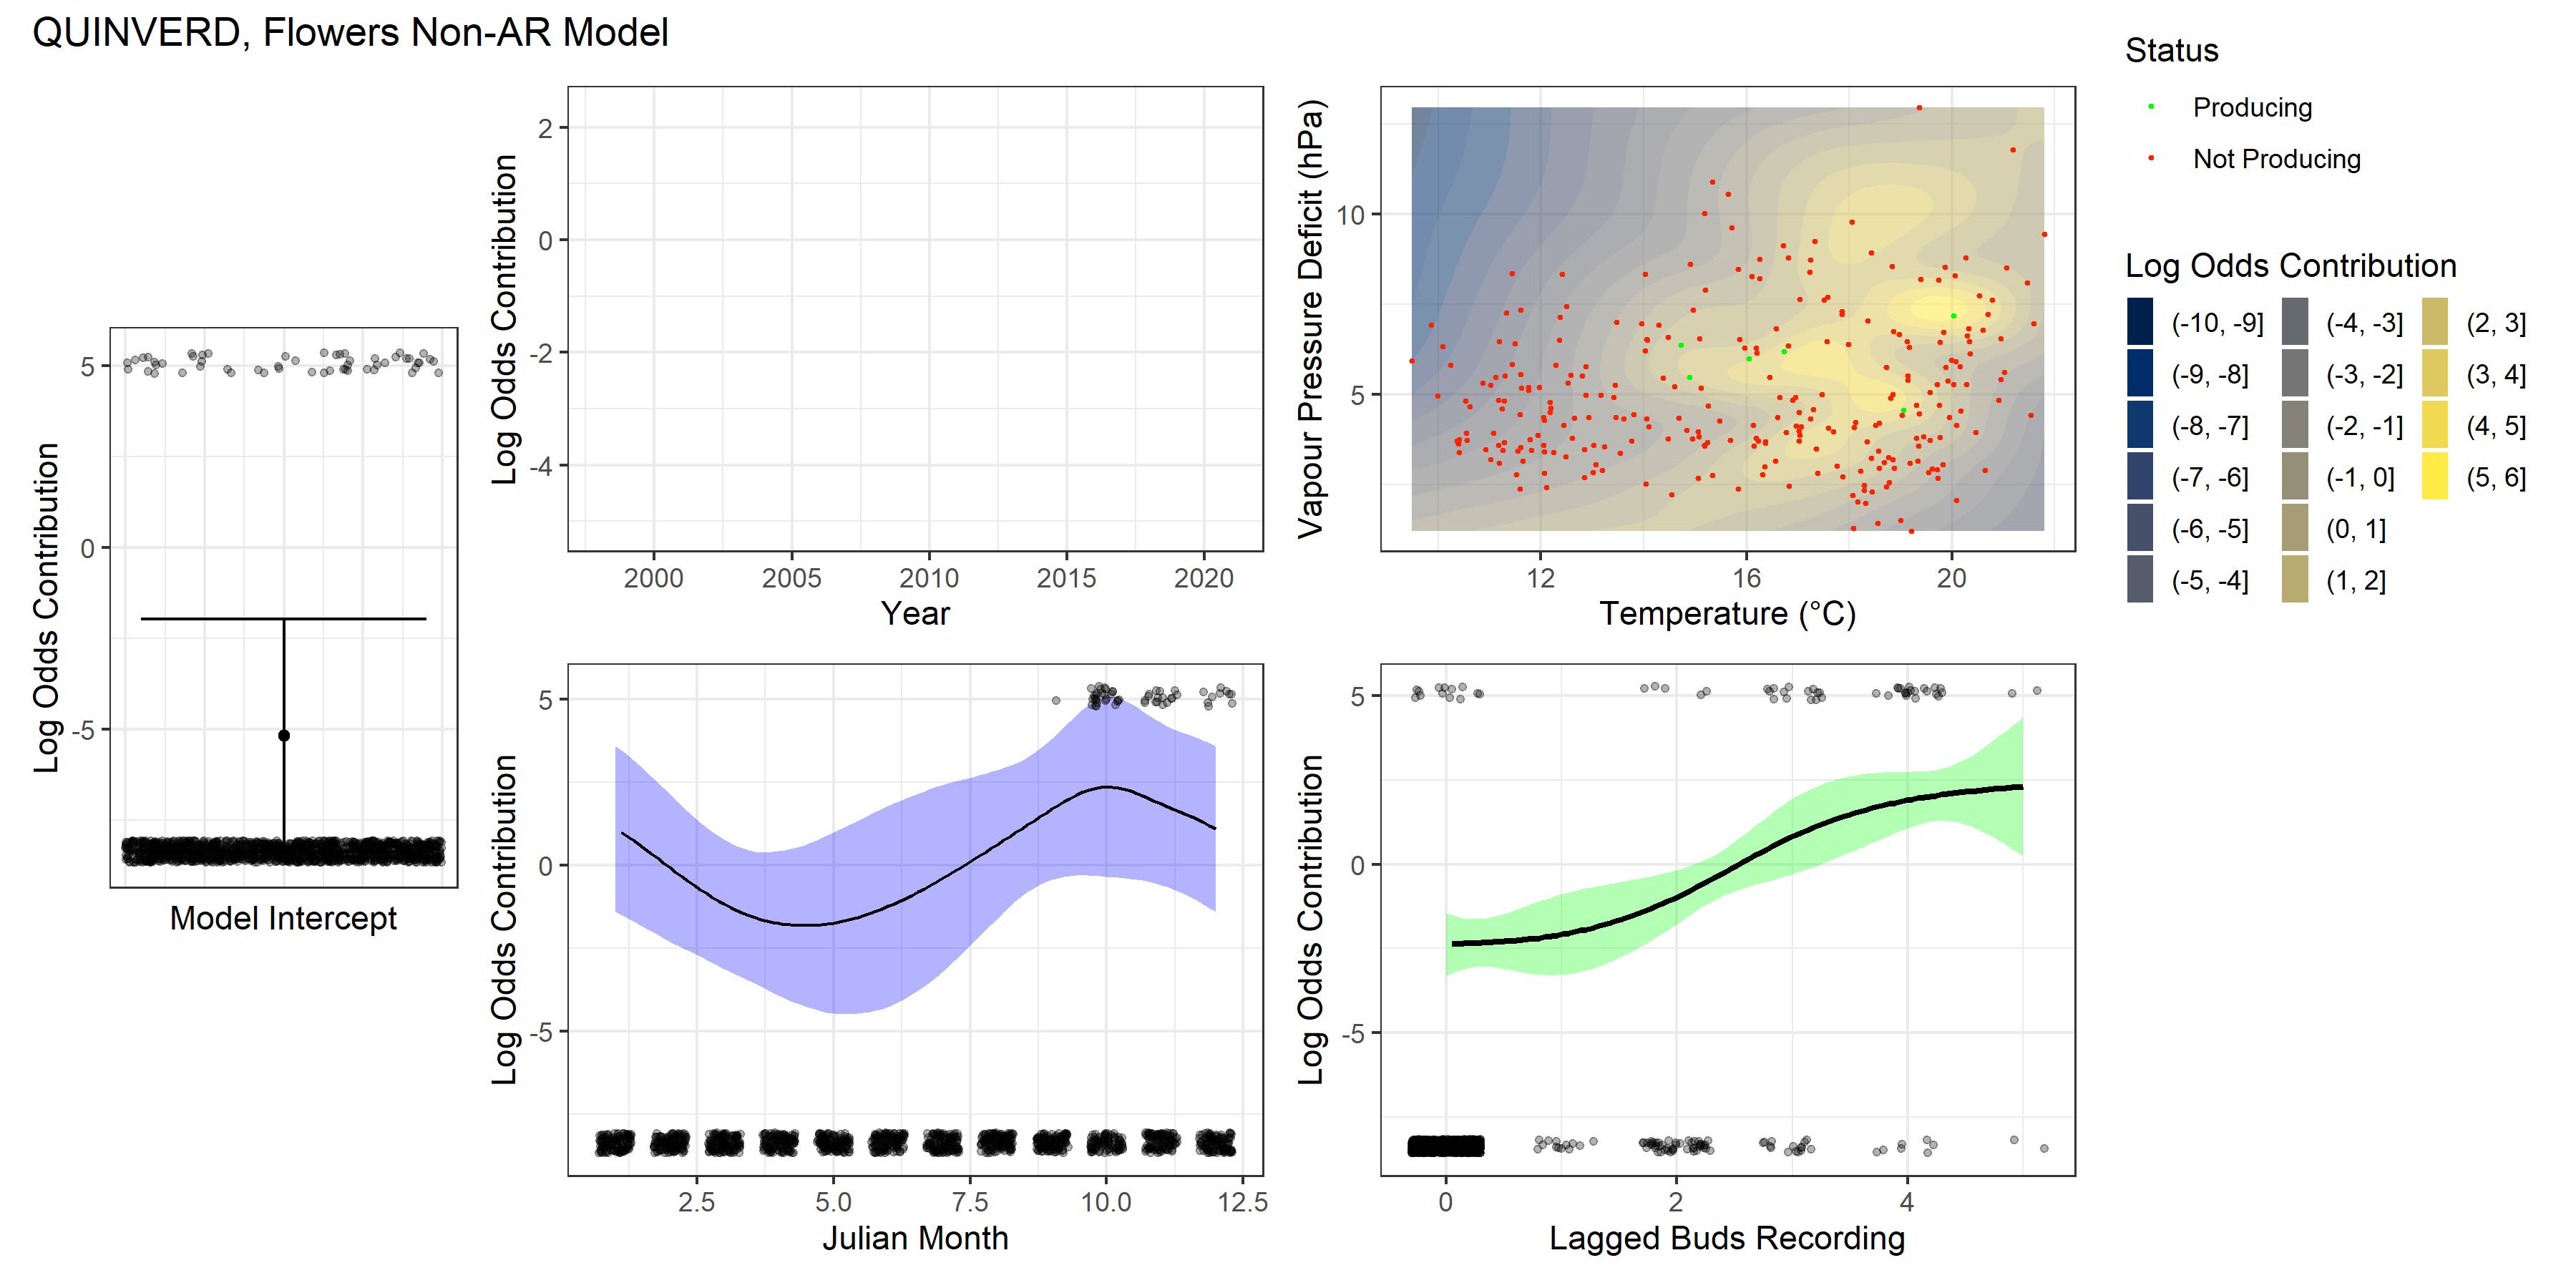 QUINVERD, Flowers Non-AR Model
Log Odds Contribution
5
0
-5
Model Intercept
Log Odds Contribution
2
0
-2
-4
2000 2005 2010 2015 2020
Year
Vapour Pressure Deficit (hPa)
10
5
12 16 20
Temperature (°C)
Log Odds Contribution
5
0
-5
2.5 5.0 7.5 10.0 12.5
Julian Month
Log Odds Contribution
5
0
-5
0 2 4
Lagged Buds Recording
Status
Producing
Not Producing
Log Odds Contribution
(-10, -9] (-4, -3] (2, 3]
(-9, -8] (-3, -2] (3, 4]
(-8, -7] (-2, -1] (4, 5]
(-7, -6] (-1, 0] (5, 6]
(-6, -5] (0, 1]
(-5, -4] (1, 2]